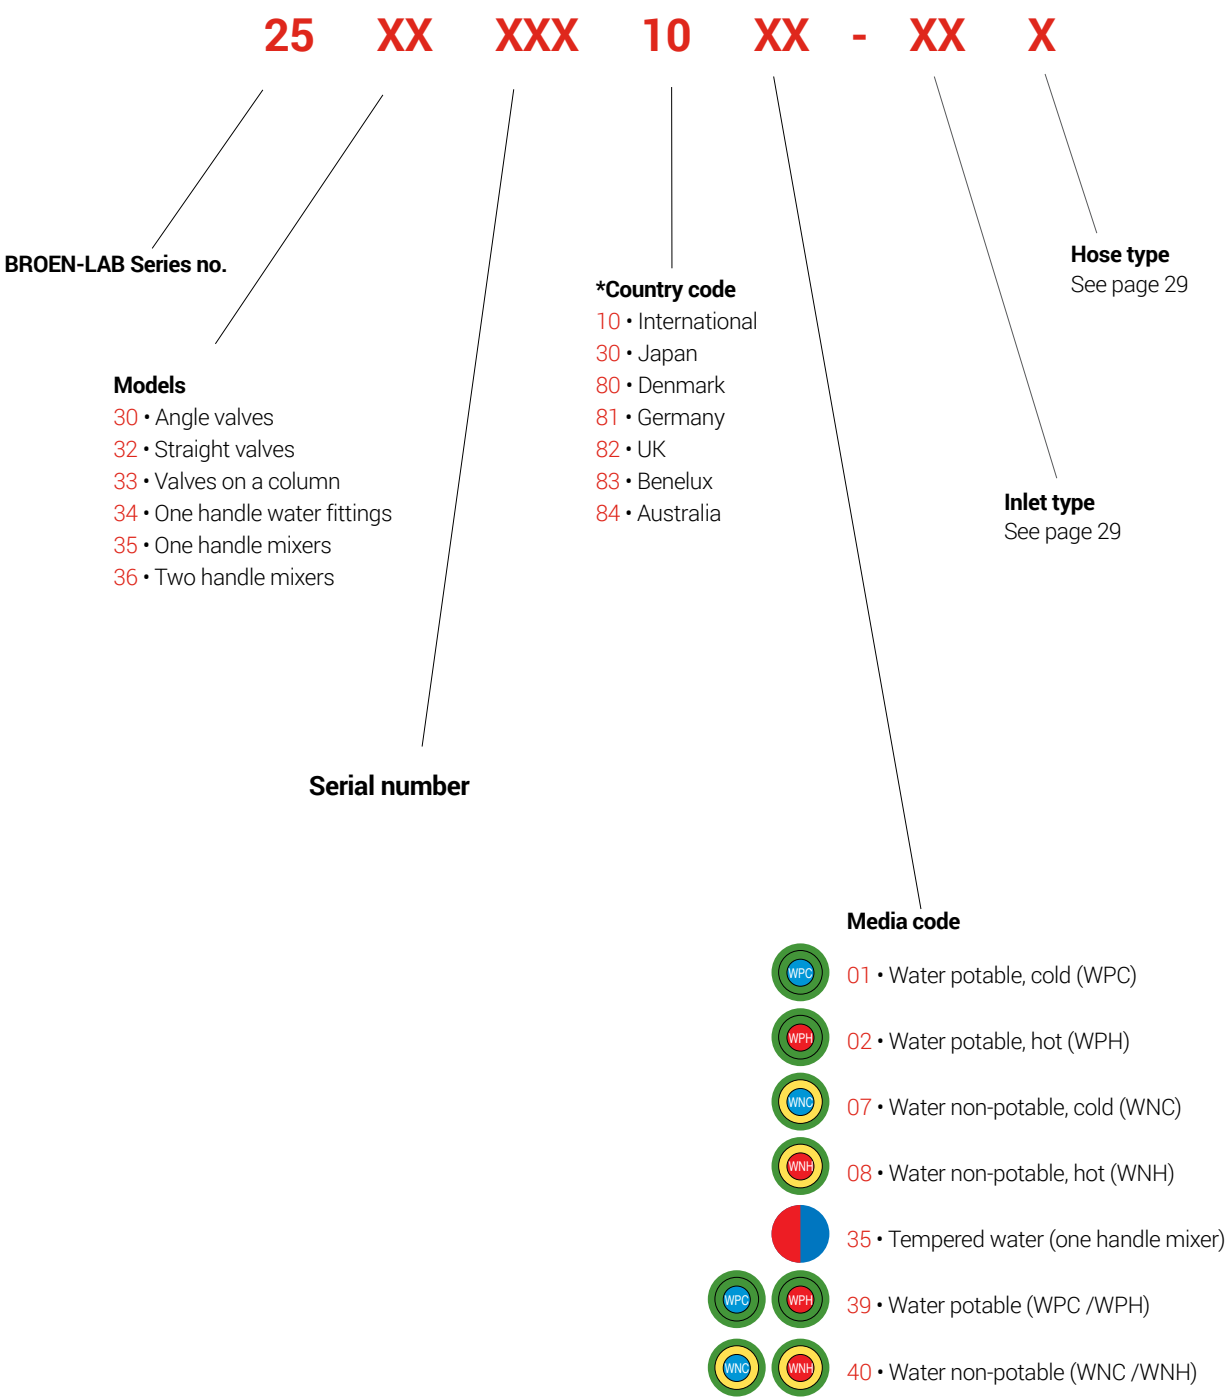 25 XX XXX 10 XX - XX X
BROEN-LAB Series no.
Models
30 • Angle valves
32 • Straight valves
33 • Valves on a column
34 • One handle water fittings
35 • One handle mixers
36 • Two handle mixers
Serial number
*Country code
10 • International
30 • Japan
80 • Denmark
81 • Germany
82 • UK
83 • Benelux
84 • Australia
Hose type
See page 29
Inlet type
See page 29
Media code
WPC 01 • Water potable, cold (WPC)
WPH 02 • Water potable, hot (WPH)
WNC 07 • Water non-potable, cold (WNC)
WNH 08 • Water non-potable, hot (WNH)
35 • Tempered water (one handle mixer)
WPC WPH 39 • Water potable (WPC /WPH)
WNC WNH 40 • Water non-potable (WNC /WNH)